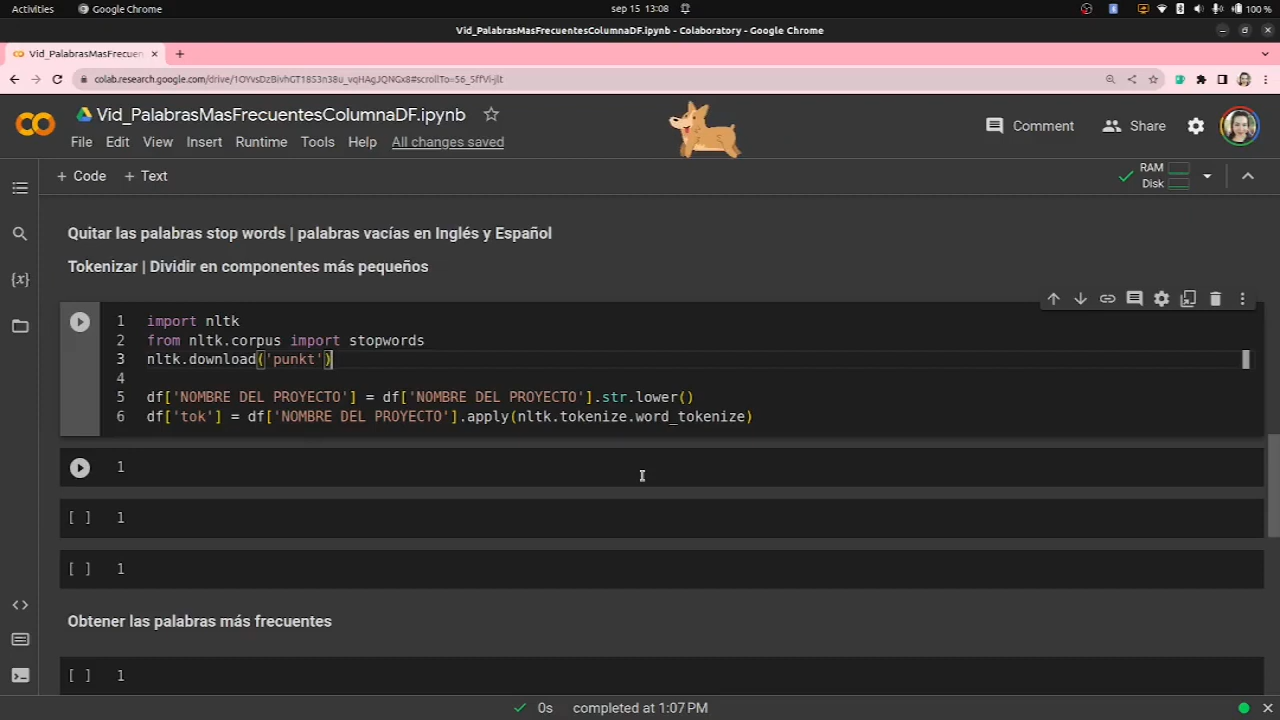 Activities
Google Chrome
sep 15 13:08
100 %
Vid_PalabrasMasFrecuentesColumnaDF.ipynb - Colaboratory - Google Chrome
Vid_PalabrasMasFrecuen
Vid_PalabrasMasFrecuentesColumnaDF.ipynb
File Edit View Insert Runtime Tools Help All changes saved
Comment
Share
+ Code + Text
RAM
Disk
Quitar las palabras stop words | palabras vacías en Inglés y Español
Tokenizar | Dividir en componentes más pequeños
1 import nltk
2 from nltk.corpus import stopwords
3 nltk.download('punkt')
4
5 df['NOMBRE DEL PROYECTO'] = df['NOMBRE DEL PROYECTO'].str.lower()
6 df['tok'] = df['NOMBRE DEL PROYECTO'].apply(nltk.tokenize.word_tokenize)
1
[ ] 1
[ ] 1
Obtener las palabras más frecuentes
[ ] 1
0s completed at 1:07 PM